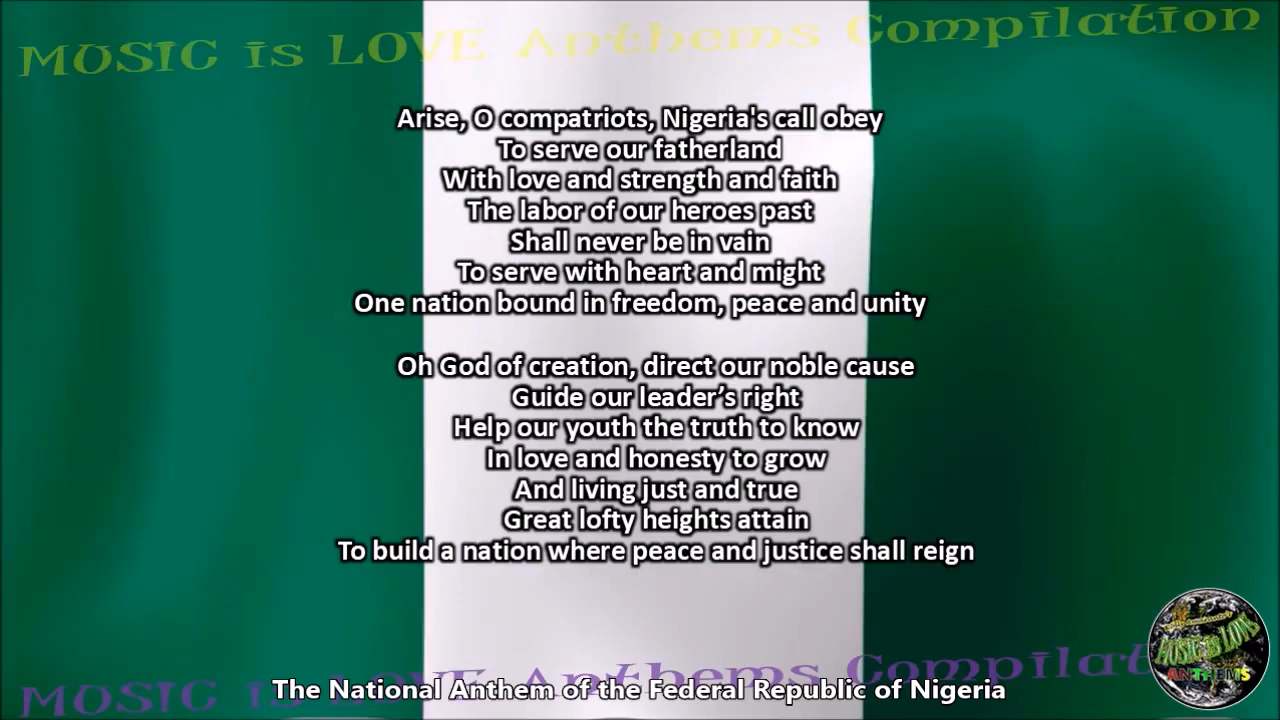 MUSIC is LOVE Anthems Compilation
Arise, O compatriots, Nigeria's call obey
To serve our fatherland
With love and strength and faith
The labor of our heroes past
Shall never be in vain
To serve with heart and might
One nation bound in freedom, peace and unity
Oh God of creation, direct our noble cause
Guide our leader’s right
Help our youth the truth to know
In love and honesty to grow
And living just and true
Great lofty heights attain
To build a nation where peace and justice shall reign
MUSIC is LOVE Anthems Compilat
The National Anthem of the Federal Republic of Nigeria
MUSIC IS LOVE
ANTHEMS